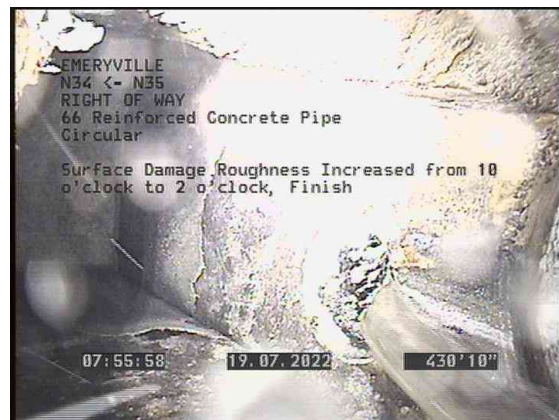 EMERYVILLE
N34 <- N35
RIGHT OF WAY
66 Reinforced Concrete Pipe
Circular
Surface Damage Roughness Increased from 10
o'clock to 2 o'clock, Finish
07:55:58 19.07.2022 430'10"